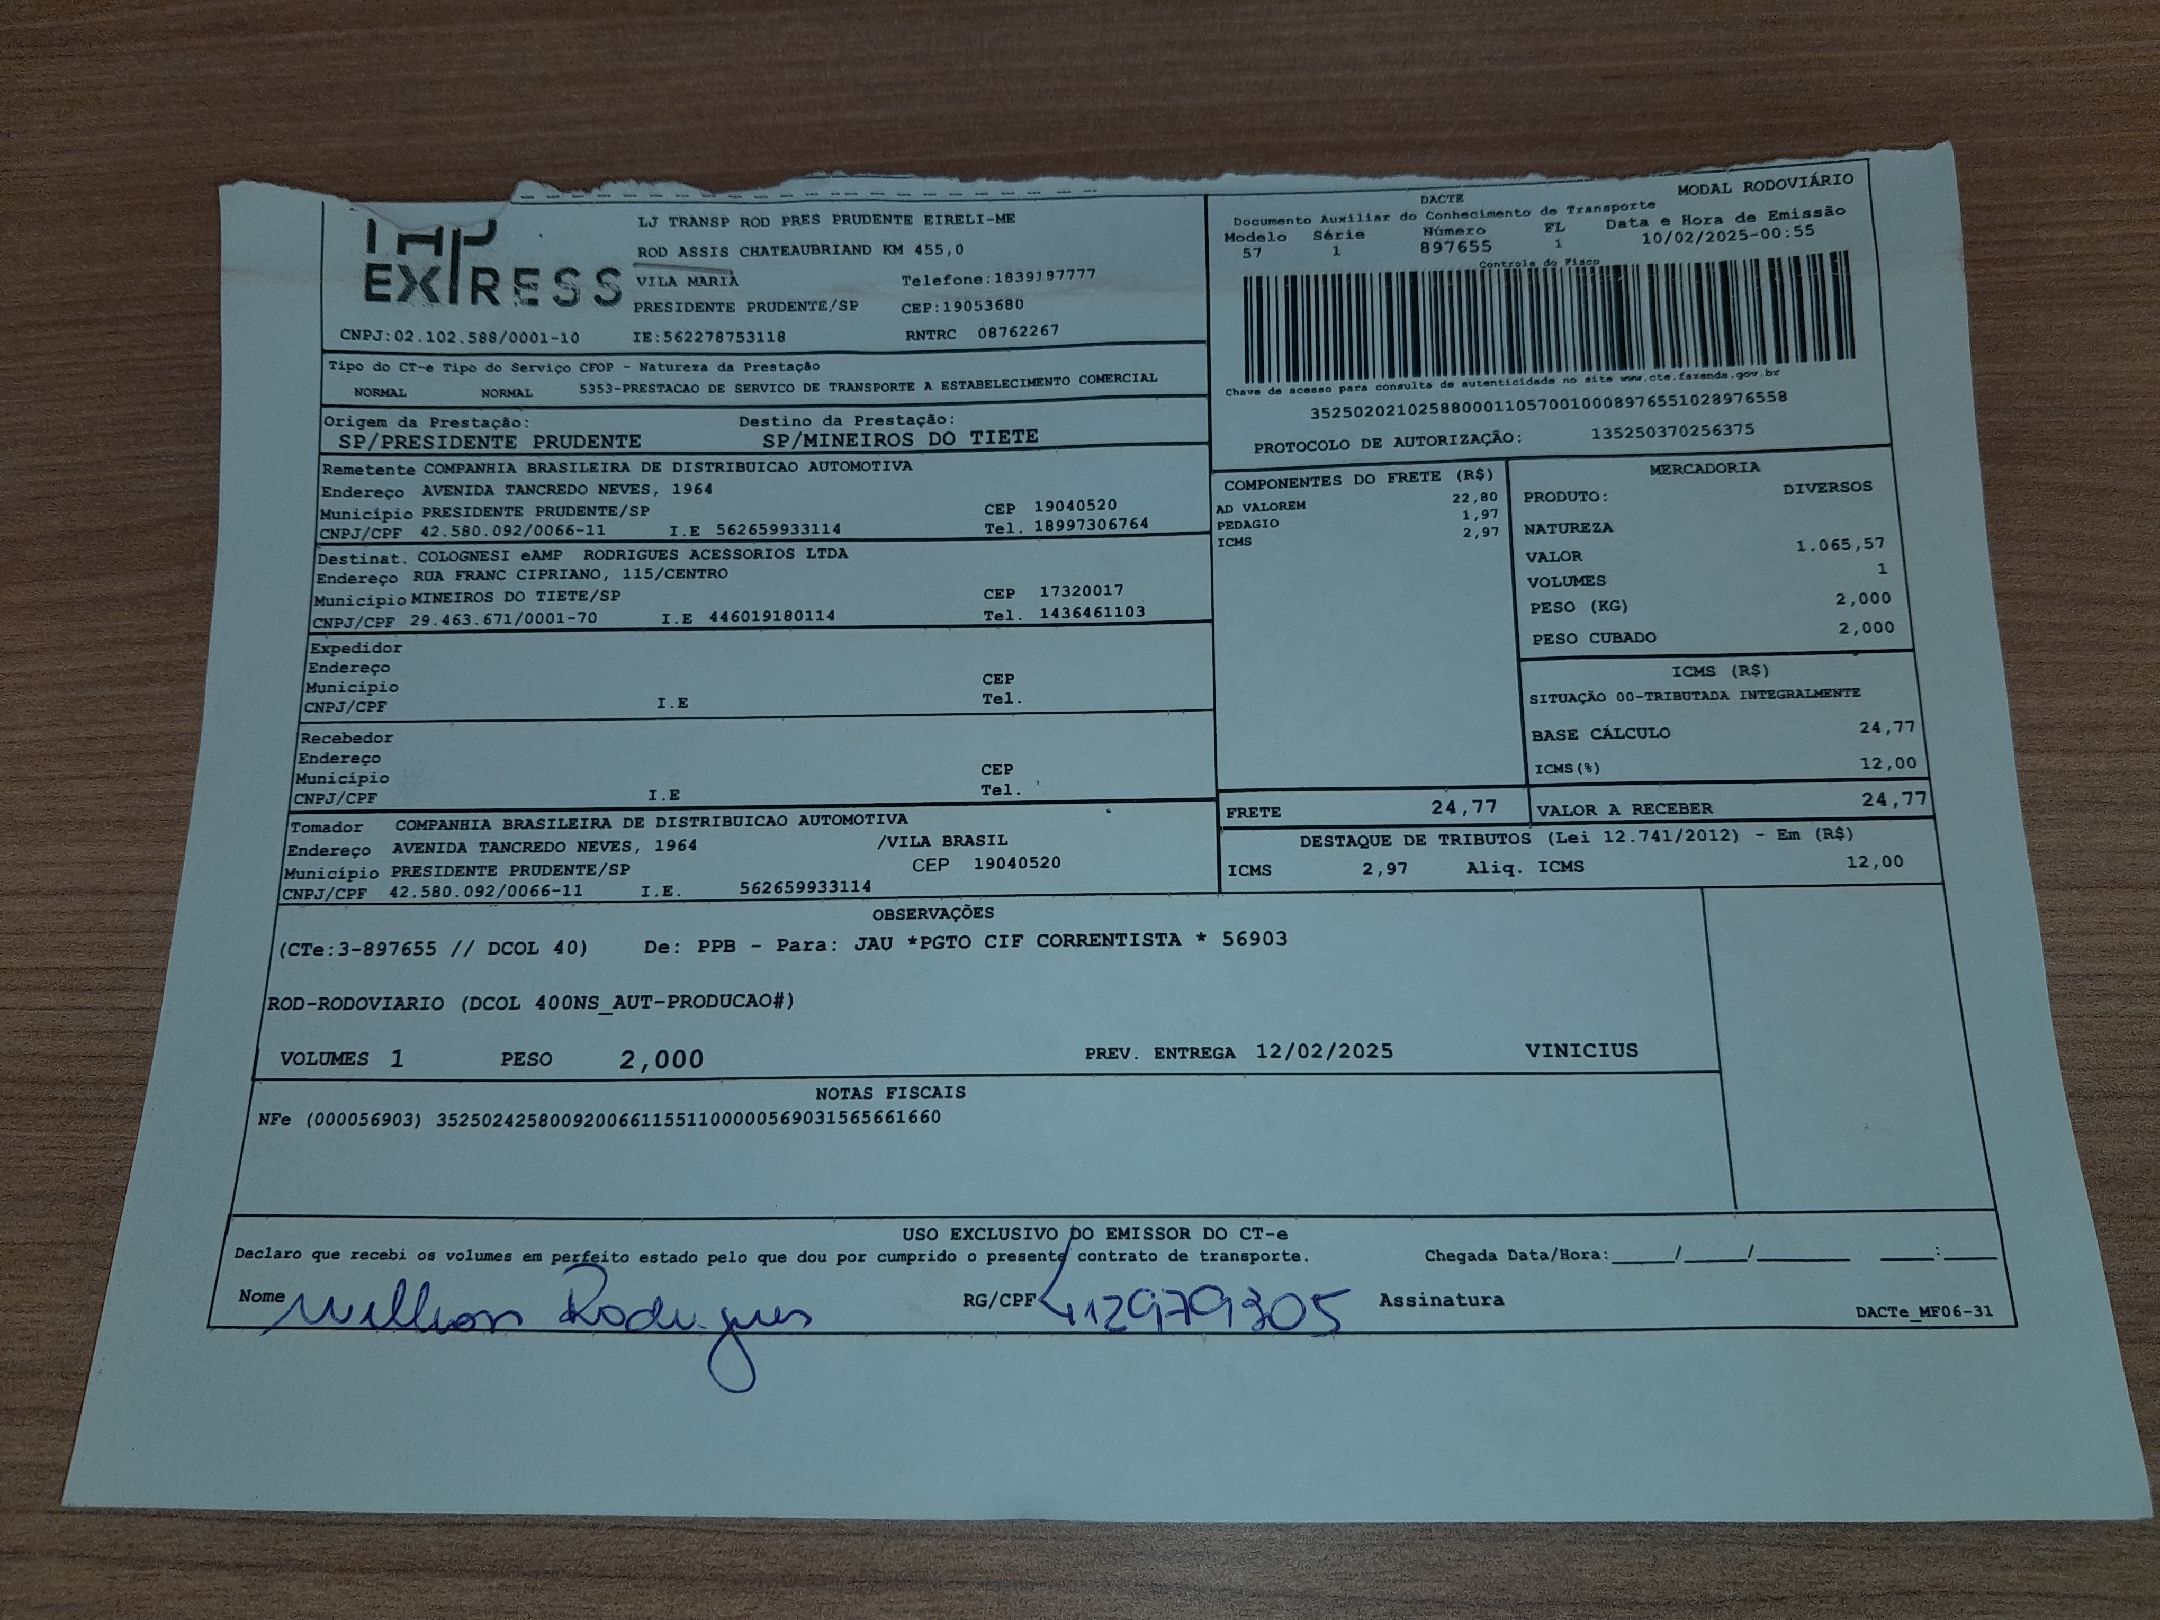 EXPRESS
LJ TRANSP ROD PRES PRUDENTE EIRELI-ME
ROD ASSIS CHATEAUBRIAND KM 455,0
VILA MARIA Telefone:1839197777
PRESIDENTE PRUDENTE/SP CEP:19053680
CNPJ:02.102.588/0001-10 IE:562278753118 RNTRC 08762267
DACTE MODAL RODOVIÁRIO
Documento Auxiliar do Conhecimento de Transporte
Modelo Série Número FL Data e Hora de Emissão
57 1 897655 1 10/02/2025-00:55
Controle do Fisco
Chave de acesso para consulta de autenticidade no site www.cte.fazenda.gov.br
35250202102588000110570010008976551028976558
PROTOCOLO DE AUTORIZAÇÃO: 135250370256375
Tipo do CT-e Tipo do Serviço CFOP - Natureza da Prestação
NORMAL NORMAL 5353-PRESTACAO DE SERVICO DE TRANSPORTE A ESTABELECIMENTO COMERCIAL
Origem da Prestação: Destino da Prestação:
SP/PRESIDENTE PRUDENTE SP/MINEIROS DO TIETE
Remetente COMPANHIA BRASILEIRA DE DISTRIBUICAO AUTOMOTIVA
Endereço AVENIDA TANCREDO NEVES, 1964
Município PRESIDENTE PRUDENTE/SP CEP 19040520
CNPJ/CPF 42.580.092/0066-11 I.E 562659933114 Tel. 18997306764
Destinat. COLOGNESI eAMP RODRIGUES ACESSORIOS LTDA
Endereço RUA FRANC CIPRIANO, 115/CENTRO
Município MINEIROS DO TIETE/SP CEP 17320017
CNPJ/CPF 29.463.671/0001-70 I.E 446019180114 Tel. 1436461103
Expedidor
Endereço
Município CEP
CNPJ/CPF I.E Tel.
Recebedor
Endereço
Município CEP
CNPJ/CPF I.E Tel.
Tomador COMPANHIA BRASILEIRA DE DISTRIBUICAO AUTOMOTIVA
Endereço AVENIDA TANCREDO NEVES, 1964 /VILA BRASIL
Município PRESIDENTE PRUDENTE/SP CEP 19040520
CNPJ/CPF 42.580.092/0066-11 I.E. 562659933114
COMPONENTES DO FRETE (R$)
AD VALOREM 22,80
PEDAGIO 1,97
ICMS 2,97
MERCADORIA
PRODUTO: DIVERSOS
NATUREZA
VALOR 1.065,57
VOLUMES 1
PESO (KG) 2,000
PESO CUBADO 2,000
ICMS (R$)
SITUAÇÃO 00-TRIBUTADA INTEGRALMENTE
BASE CÁLCULO 24,77
ICMS(%) 12,00
FRETE 24,77 VALOR A RECEBER 24,77
DESTAQUE DE TRIBUTOS (Lei 12.741/2012) - Em (R$)
ICMS 2,97 Aliq. ICMS 12,00
OBSERVAÇÕES
(CTe:3-897655 // DCOL 40) De: PPB - Para: JAU *PGTO CIF CORRENTISTA * 56903
ROD-RODOVIARIO (DCOL 400NS_AUT-PRODUCAO#)
VOLUMES 1 PESO 2,000 PREV. ENTREGA 12/02/2025 VINICIUS
NOTAS FISCAIS
NFe (000056903) 35250242580092006611551100000569031565661660
USO EXCLUSIVO DO EMISSOR DO CT-e
Declaro que recebi os volumes em perfeito estado pelo que dou por cumprido o presente contrato de transporte. Chegada Data/Hora:____/____/______ ___:___
Nome Willian Rodrigues RG/CPF 412979305 Assinatura
DACTe_MF06-31